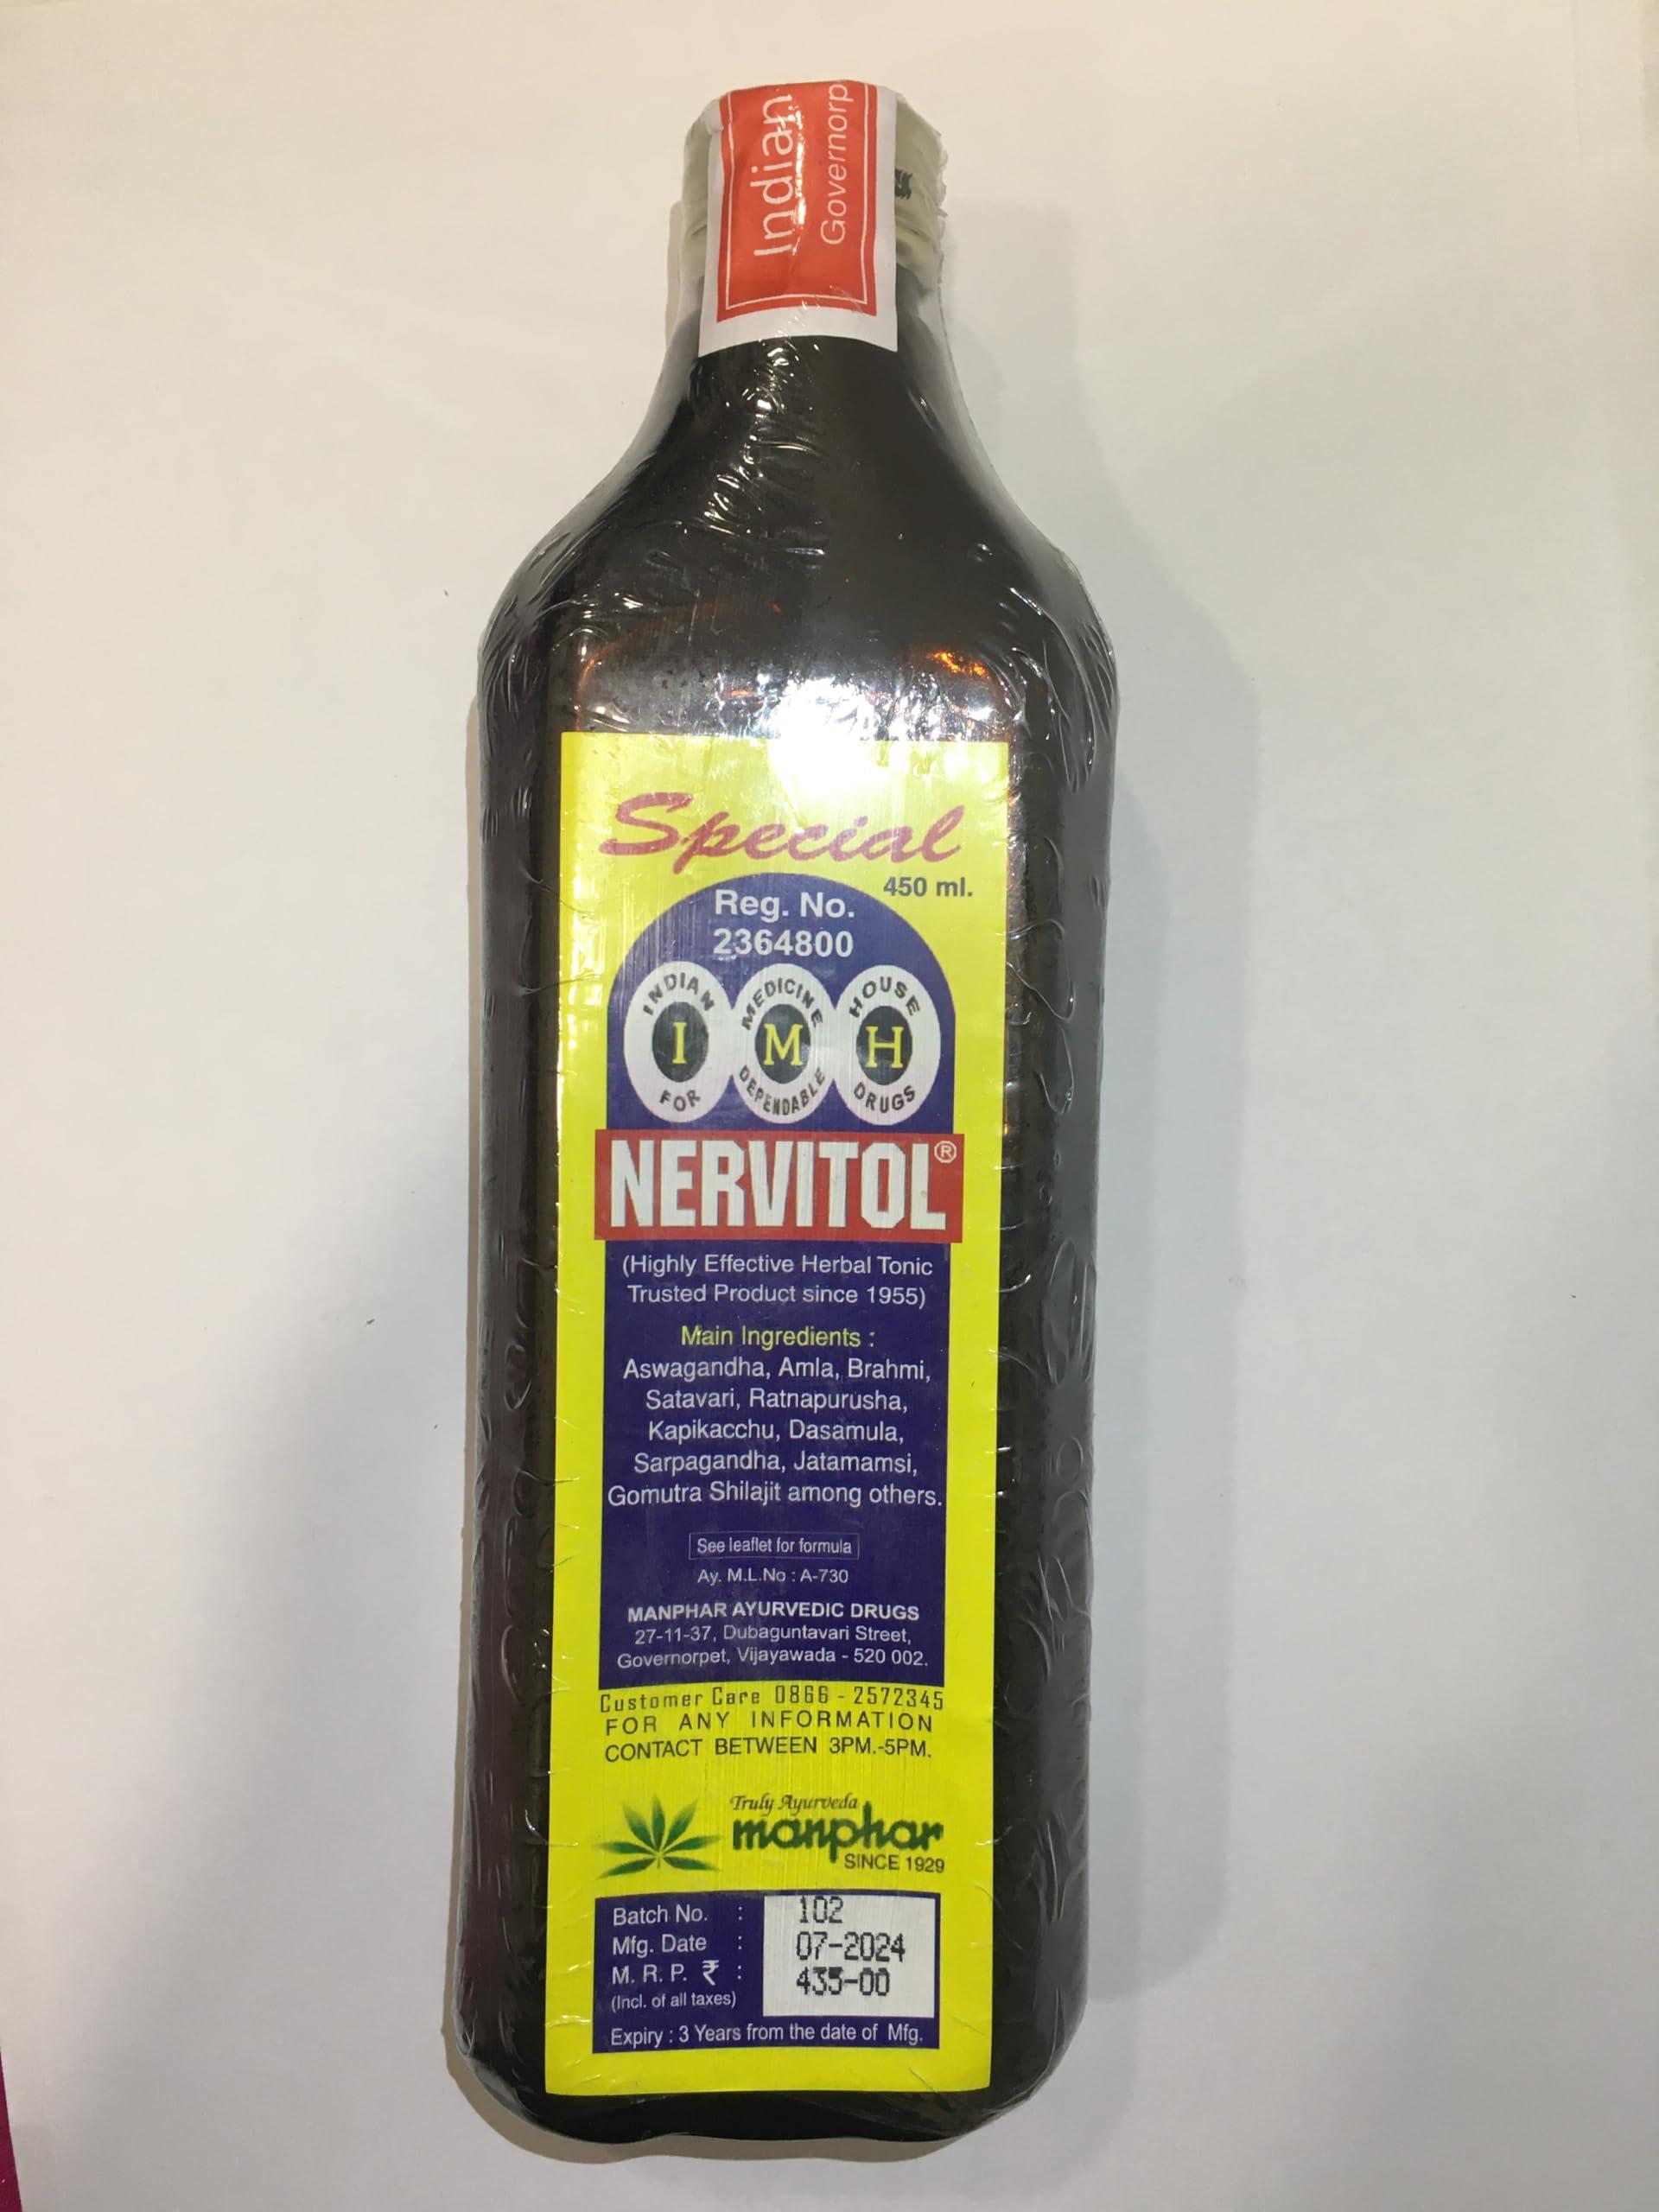 Indian
Governorp
Special
450 ml.
Reg. No.
2364800
INDIAN MEDICINE HOUSE
I M H
FOR DEPENDABLE DRUGS
NERVITOL®
(Highly Effective Herbal Tonic
Trusted Product since 1955)
Main Ingredients :
Aswagandha, Amla, Brahmi,
Satavari, Ratnapurusha,
Kapikacchu, Dasamula,
Sarpagandha, Jatamamsi,
Gomutra Shilajit among others.
See leaflet for formula
Ay. M.L.No : A-730
MANPHAR AYURVEDIC DRUGS
27-11-37, Dubaguntavari Street,
Governorpet, Vijayawada - 520 002.
Customer Care 0866 - 2572345
FOR ANY INFORMATION
CONTACT BETWEEN 3PM.-5PM.
Truly Ayurveda
manphar
SINCE 1929
Batch No. : 102
Mfg. Date : 07-2024
M. R. P. ₹ : 435-00
(Incl. of all taxes)
Expiry : 3 Years from the date of Mfg.